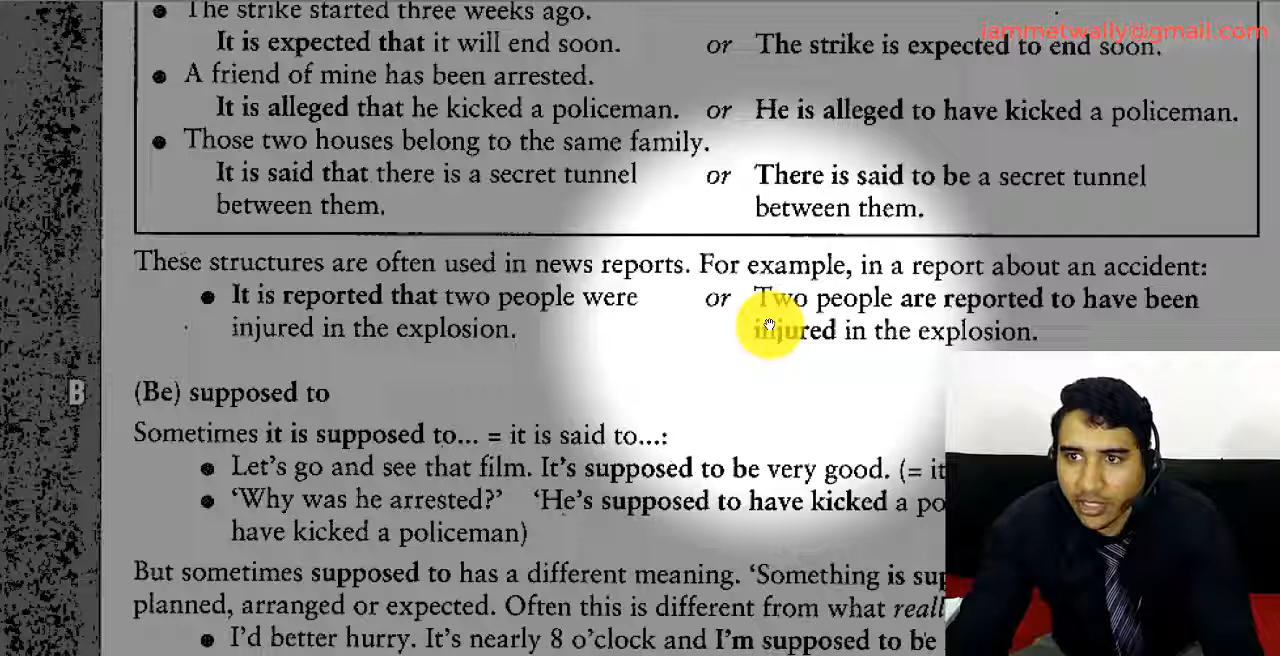 The strike started three weeks ago.
iammetwally@gmail.com
It is expected that it will end soon. or The strike is expected to end soon.
A friend of mine has been arrested.
It is alleged that he kicked a policeman. or He is alleged to have kicked a policeman.
Those two houses belong to the same family.
It is said that there is a secret tunnel or There is said to be a secret tunnel
between them. between them.
These structures are often used in news reports. For example, in a report about an accident:
It is reported that two people were or Two people are reported to have been
injured in the explosion. injured in the explosion.
B (Be) supposed to
Sometimes it is supposed to... = it is said to...:
Let's go and see that film. It's supposed to be very good. (= it
'Why was he arrested?' 'He's supposed to have kicked a po
have kicked a policeman)
But sometimes supposed to has a different meaning. 'Something is sup
planned, arranged or expected. Often this is different from what reall
I'd better hurry. It's nearly 8 o'clock and I'm supposed to be